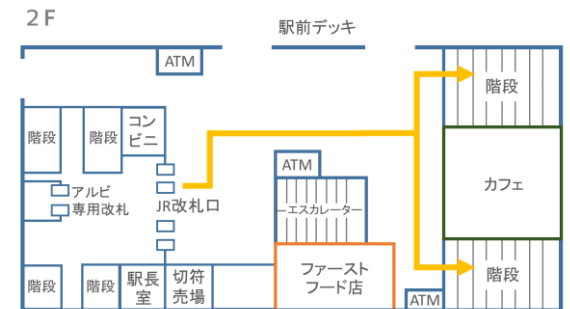 2F
駅前デッキ
ATM
階段
階段
階段
コン
ビニ
ATM
カフェ
アルビ
専用改札
JR改札口
エスカレーター
階段
階段
駅長
室
切符
売場
ファースト
フード店
階段
ATM